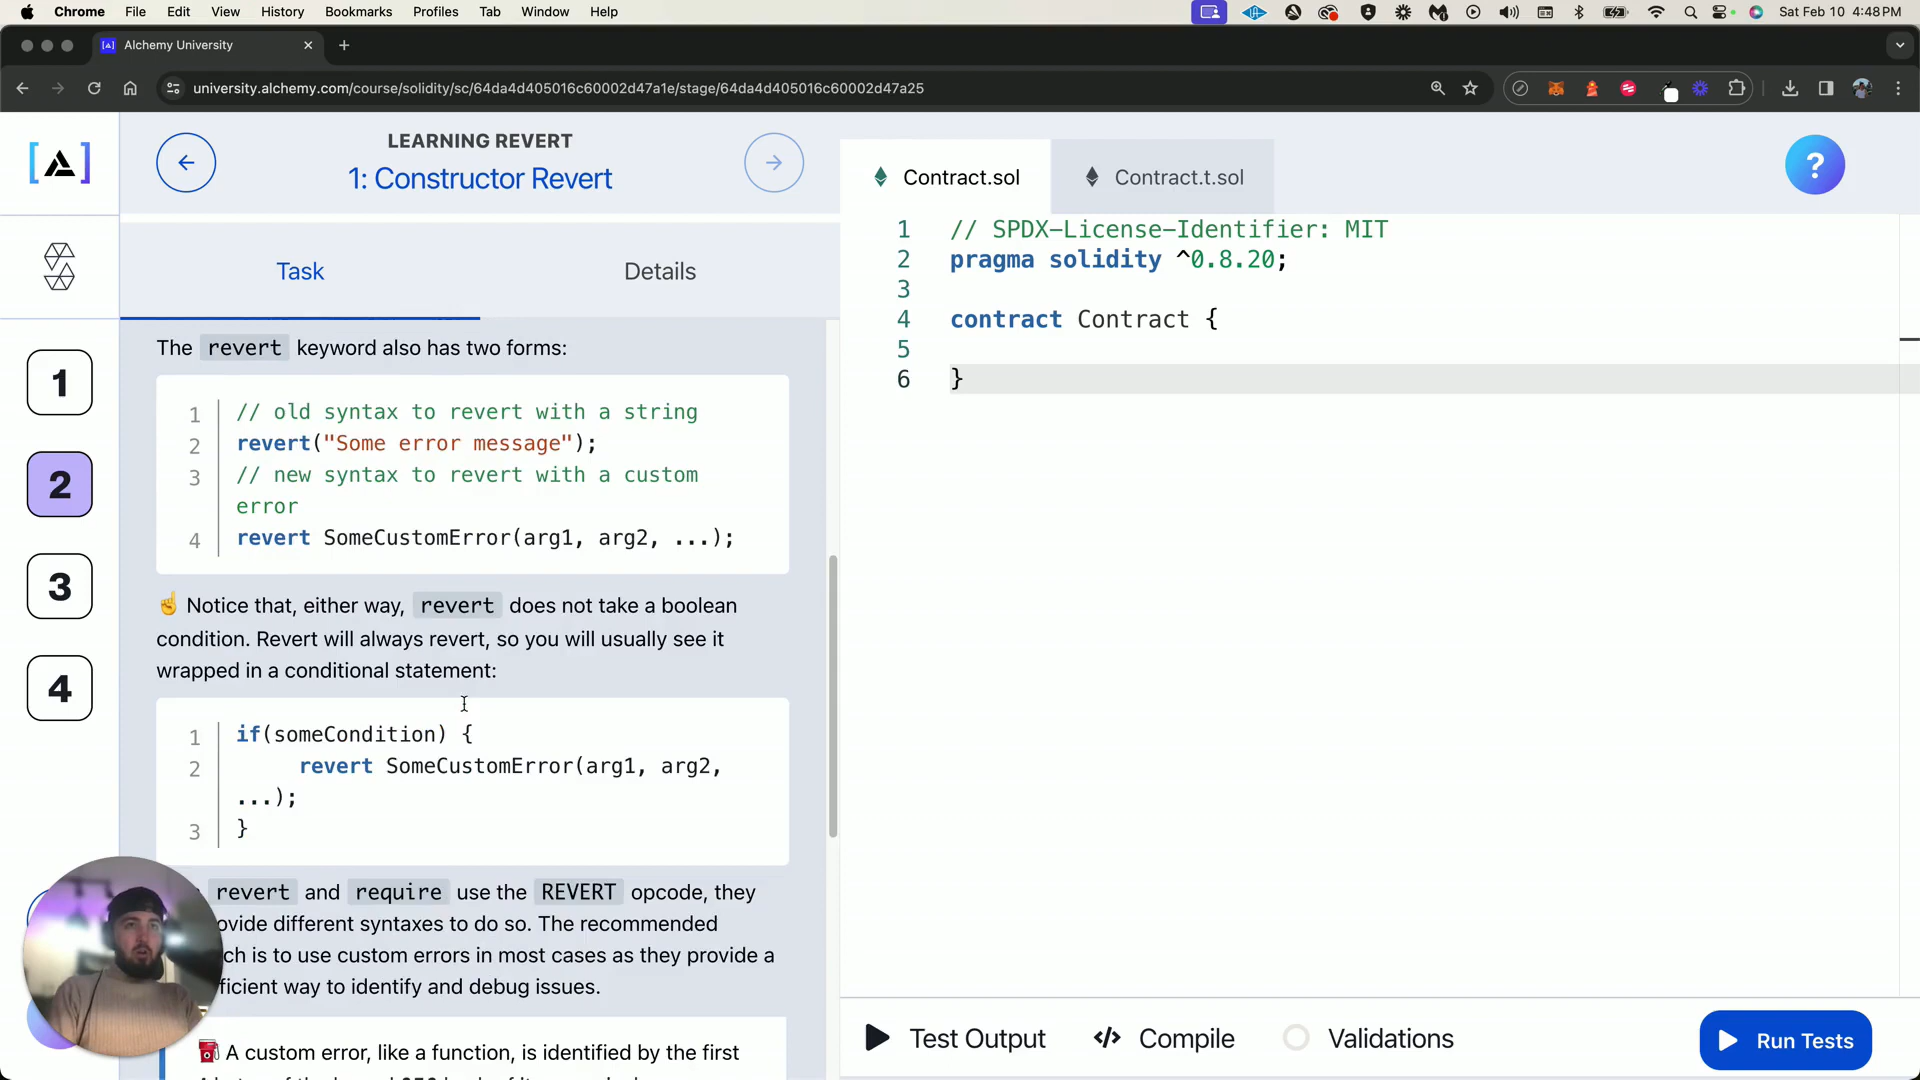 Chrome File Edit View History Bookmarks Profiles Tab Window Help Sat Feb 10 4:48 PM
Alchemy University
university.alchemy.com/course/solidity/sc/64da4d405016c60002d47a1e/stage/64da4d405016c60002d47a25
LEARNING REVERT
1: Constructor Revert
Task Details
1
2
3
4
The revert keyword also has two forms:
1 // old syntax to revert with a string
2 revert("Some error message");
3 // new syntax to revert with a custom
error
4 revert SomeCustomError(arg1, arg2, ...);
☝️ Notice that, either way, revert does not take a boolean
condition. Revert will always revert, so you will usually see it
wrapped in a conditional statement:
1 if(someCondition) {
2 revert SomeCustomError(arg1, arg2,
...);
3 }
revert and require use the REVERT opcode, they
ovide different syntaxes to do so. The recommended
ch is to use custom errors in most cases as they provide a
ficient way to identify and debug issues.
⛽ A custom error, like a function, is identified by the first
Contract.sol Contract.t.sol
?
1 // SPDX-License-Identifier: MIT
2 pragma solidity ^0.8.20;
3
4 contract Contract {
5
6 }
Test Output Compile Validations Run Tests